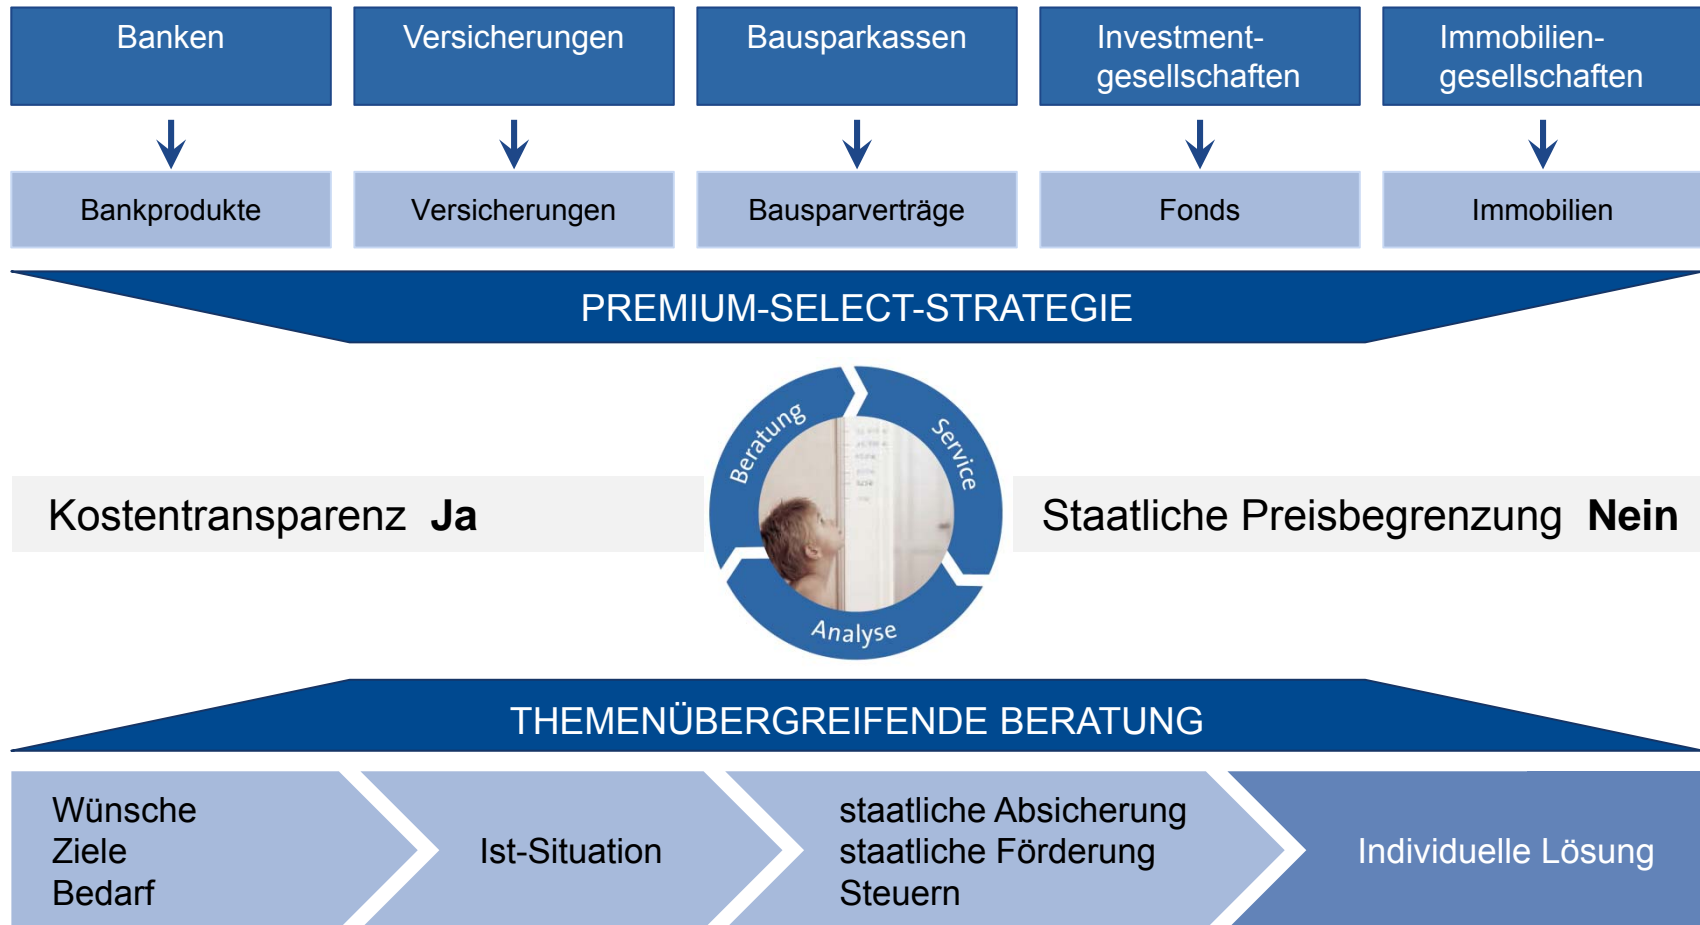 Banken
Versicherungen
Bausparkassen
Investment-
gesellschaften
Immobilien-
gesellschaften
Bankprodukte
Versicherungen
Bausparverträge
Fonds
Immobilien
PREMIUM-SELECT-STRATEGIE
Beratung
Service
Analyse
Kostentransparenz Ja
Staatliche Preisbegrenzung Nein
THEMENÜBERGREIFENDE BERATUNG
Wünsche
Ziele
Bedarf
Ist-Situation
staatliche Absicherung
staatliche Förderung
Steuern
Individuelle Lösung